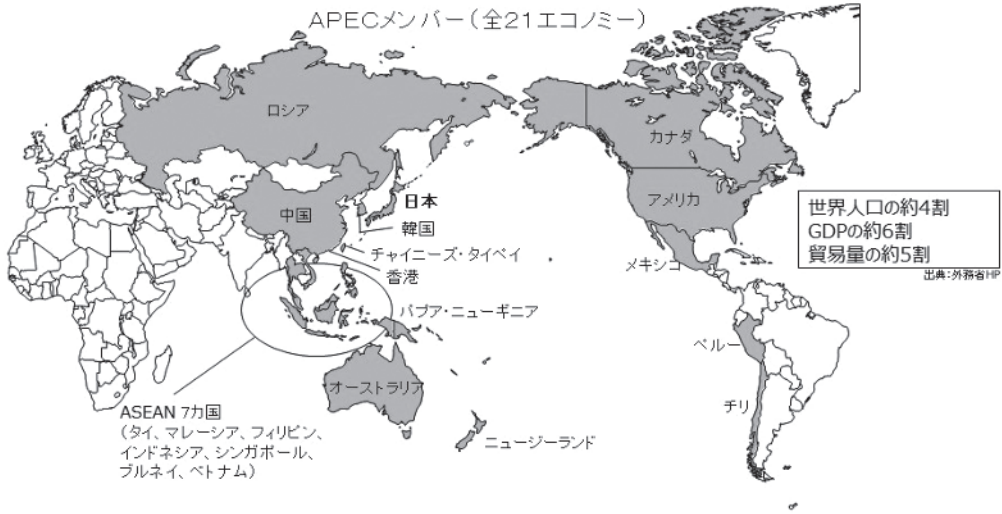 APECメンバー（全21エコノミー）
ロシア
カナダ
アメリカ
日本
中国
韓国
チャイニーズ・タイペイ
香港
メキシコ
世界人口の約4割
GDPの約6割
貿易量の約5割
出典：外務省HP
パプア・ニューギニア
ペルー
オーストラリア
チリ
ニュージーランド
ASEAN 7カ国
（タイ、マレーシア、フィリピン、
インドネシア、シンガポール、
ブルネイ、ベトナム）